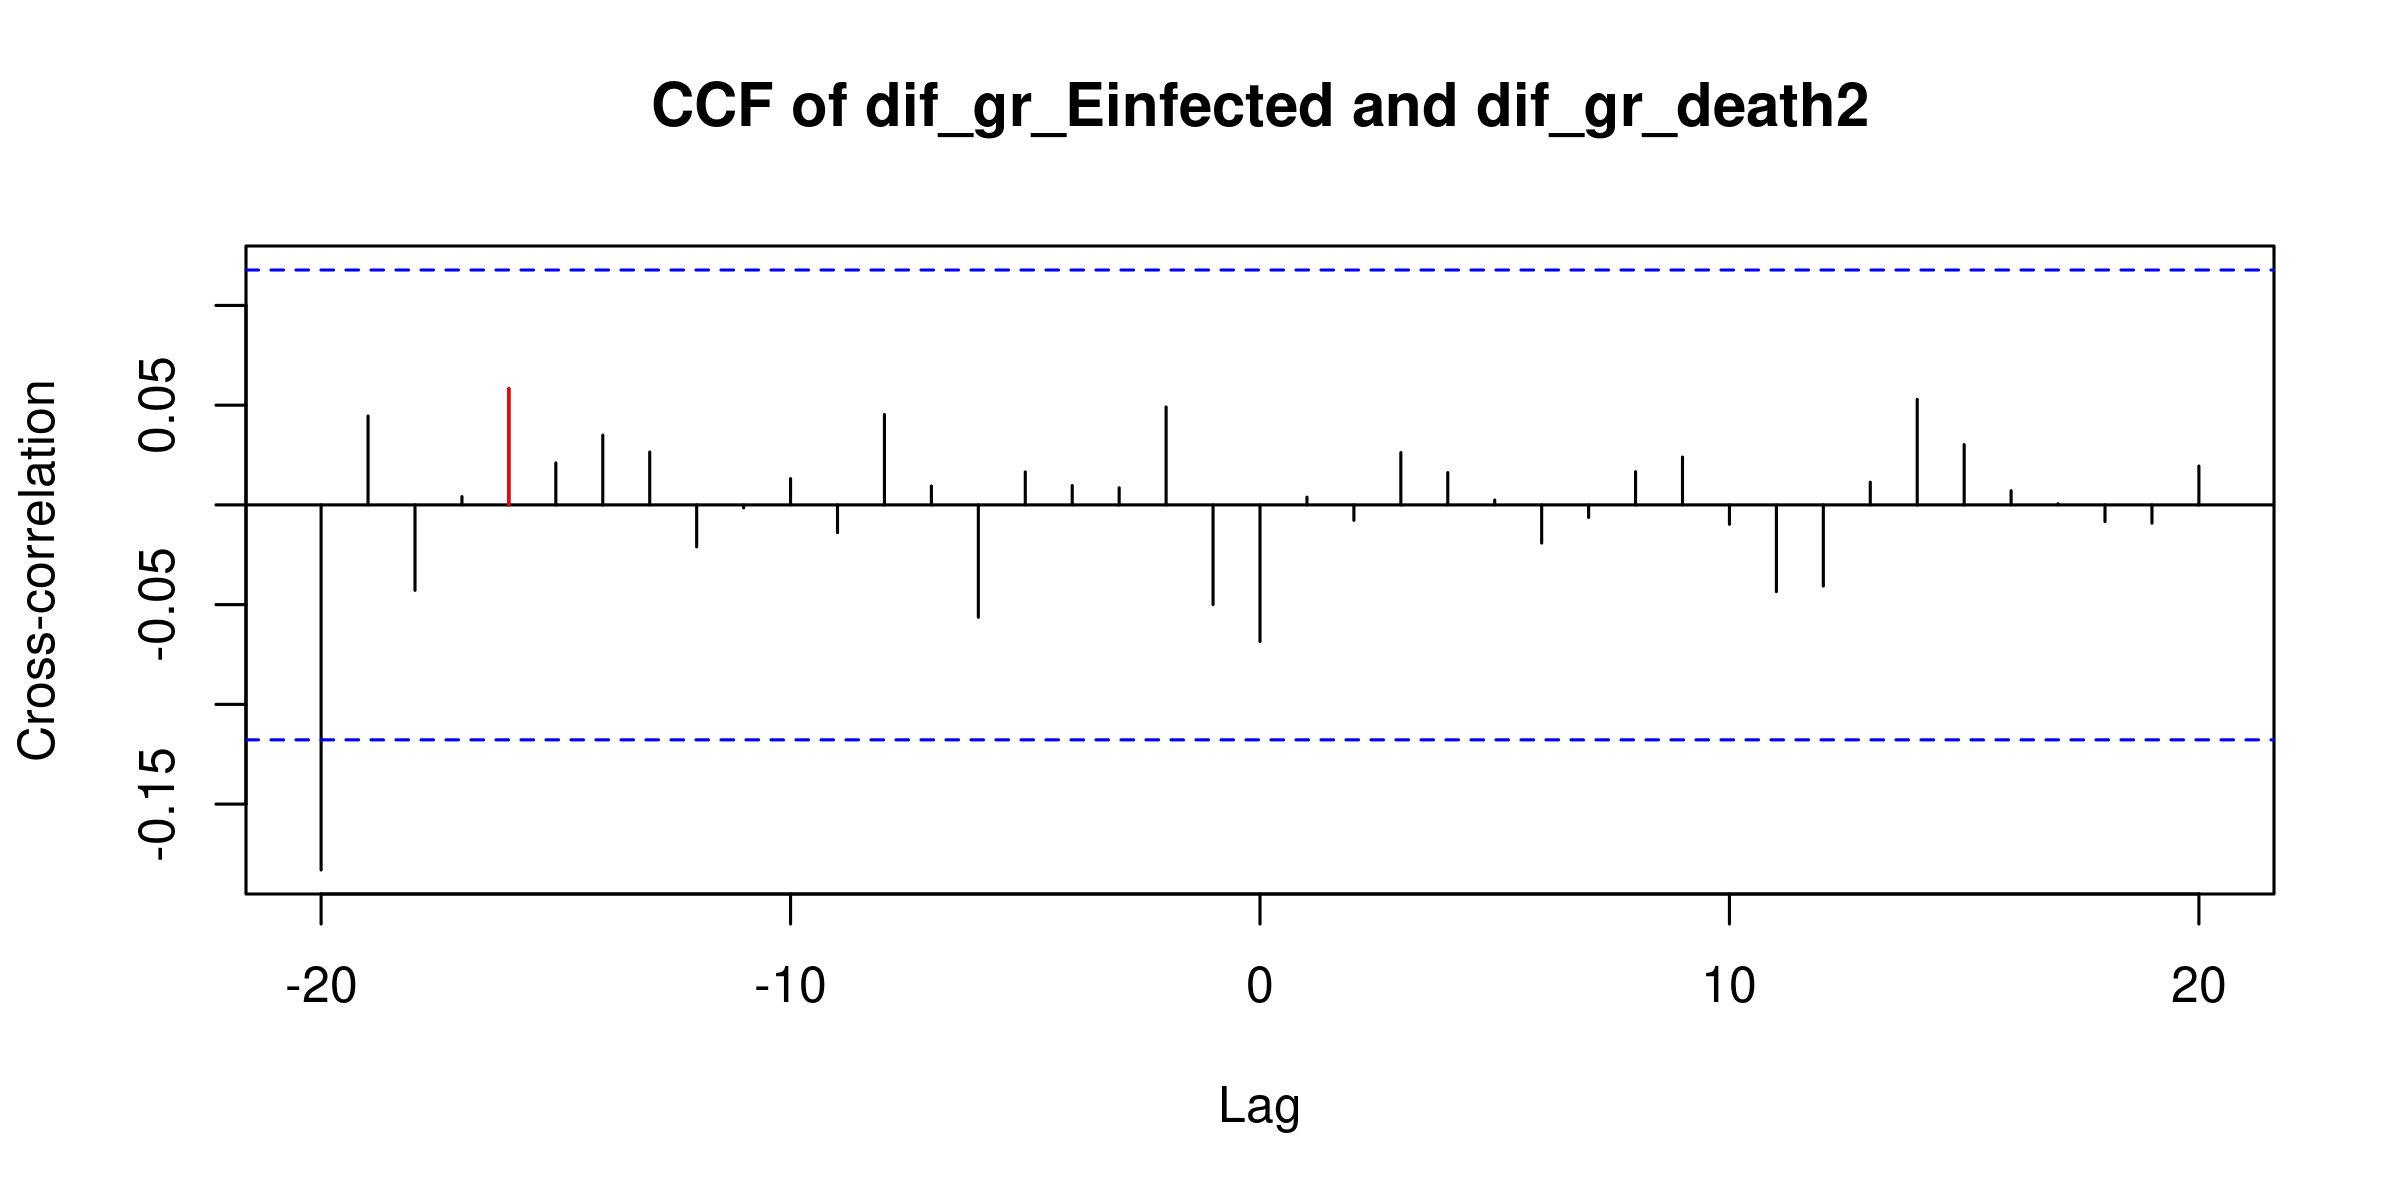 CCF of dif_gr_Einfected and dif_gr_death2
Cross-correlation
0.05
-0.05
-0.15
-20 -10 0 10 20
Lag